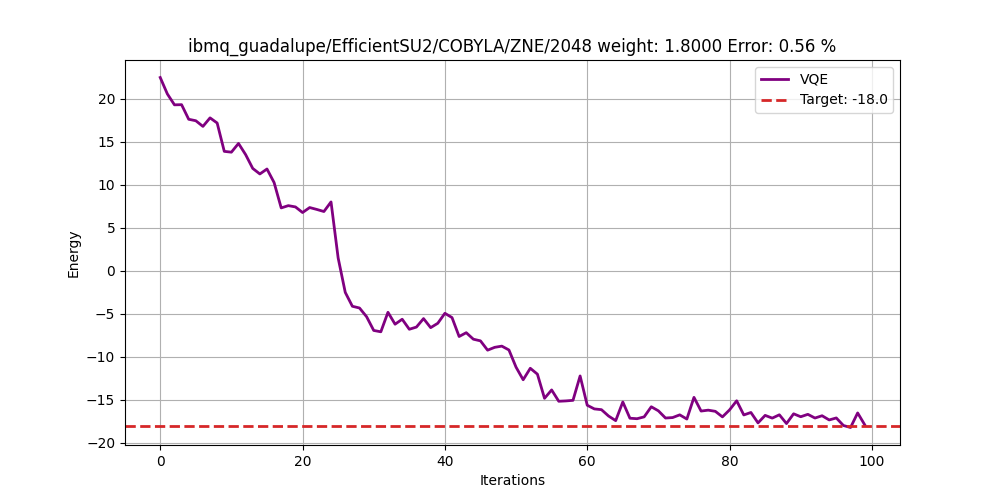 ibmq_guadalupe/EfficientSU2/COBYLA/ZNE/2048 weight: 1.8000 Error: 0.56 %
VQE
Target: -18.0
20
15
10
5
0
−5
−10
−15
−20
Energy
0 20 40 60 80 100
Iterations